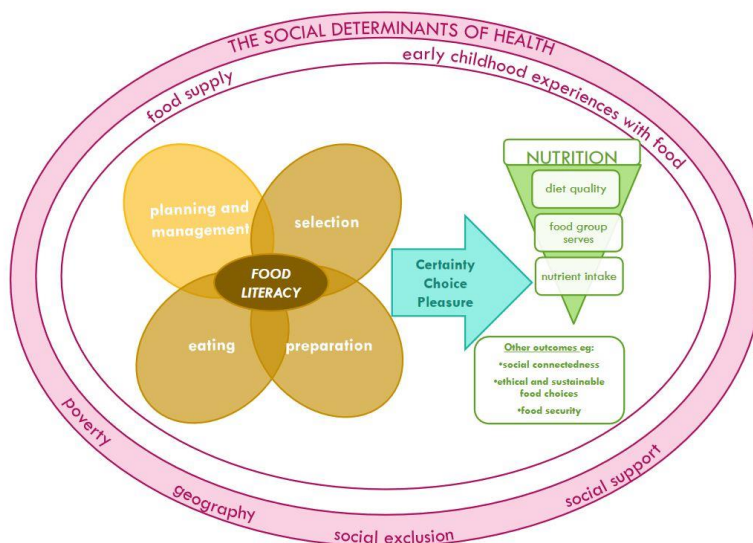 THE SOCIAL DETERMINANTS OF HEALTH
food supply
early childhood experiences with food
planning and
management
selection
FOOD
LITERACY
eating
preparation
Certainty
Choice
Pleasure
NUTRITION
diet quality
food group
serves
nutrient intake
Other outcomes eg:
•social connectedness
•ethical and sustainable
food choices
•food security
poverty
geography
social exclusion
social support